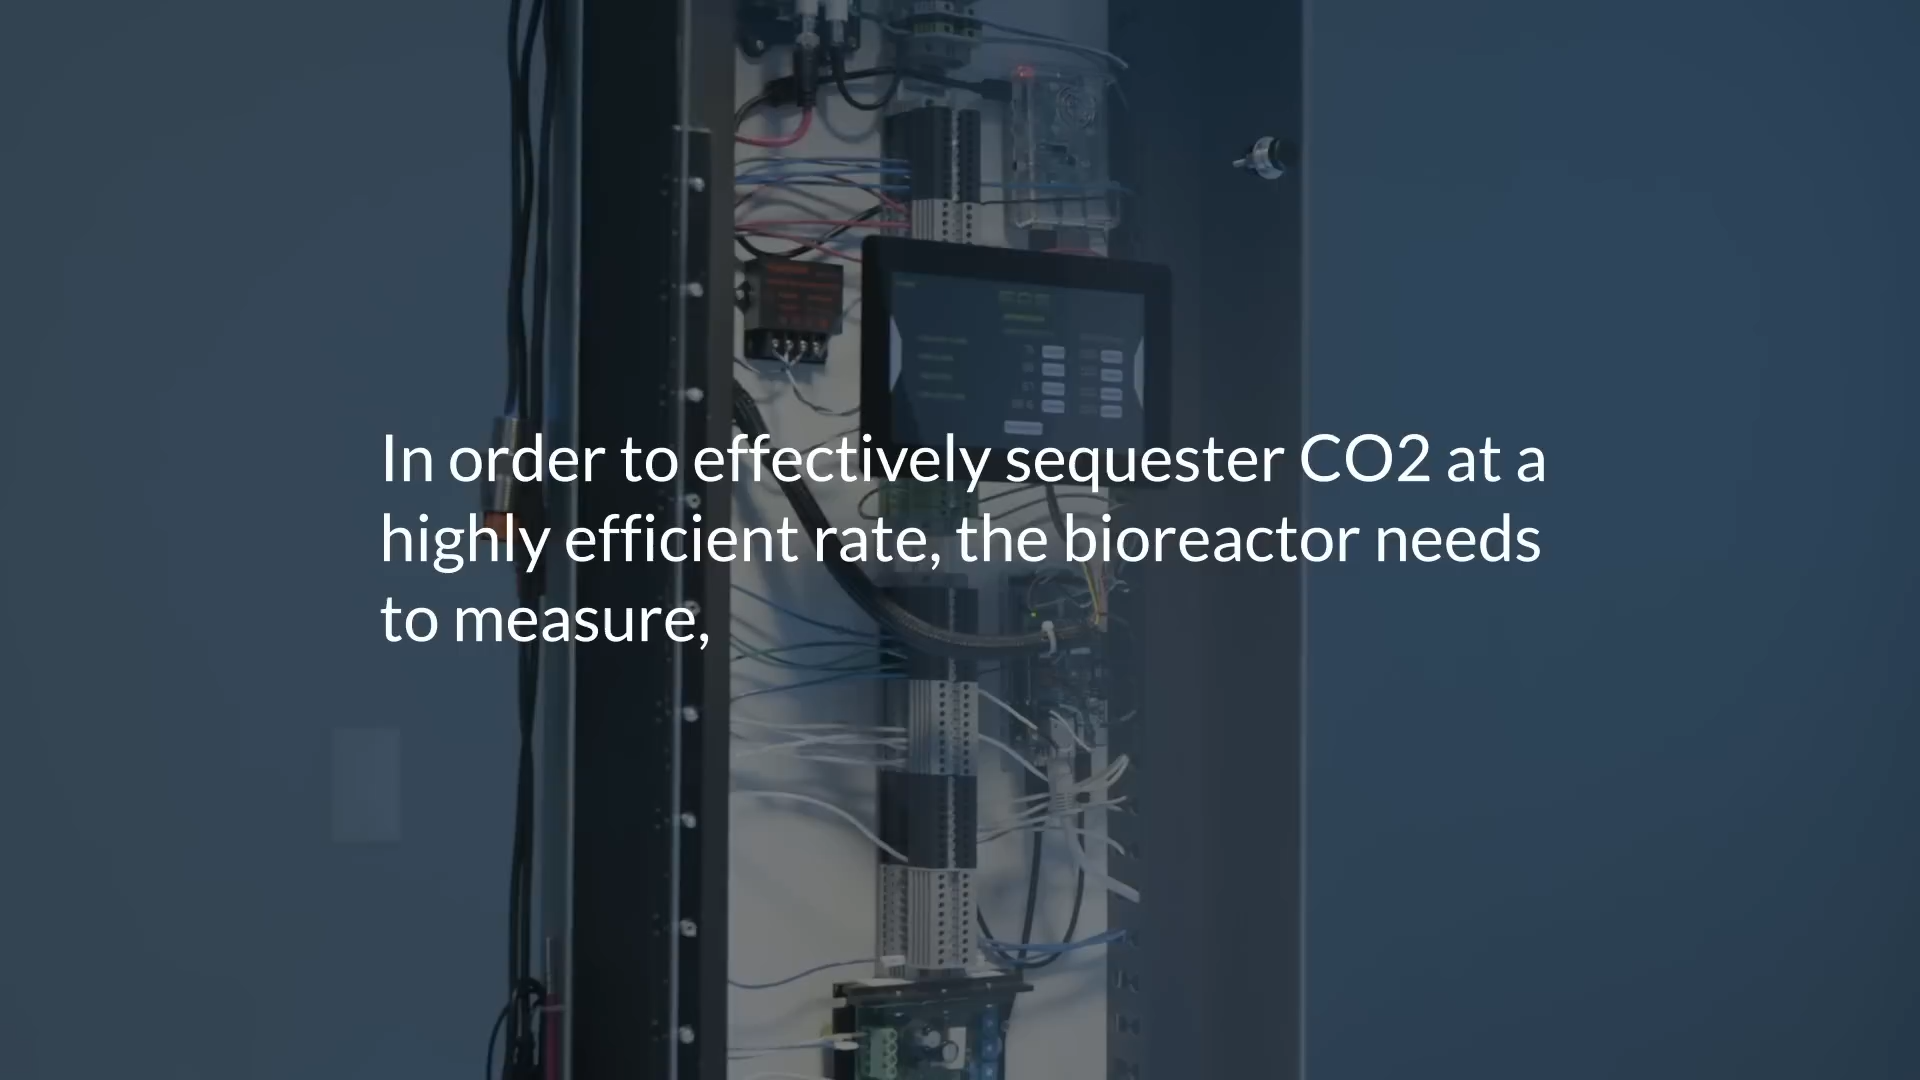 In order to effectively sequester CO2 at a
highly efficient rate, the bioreactor needs
to measure,